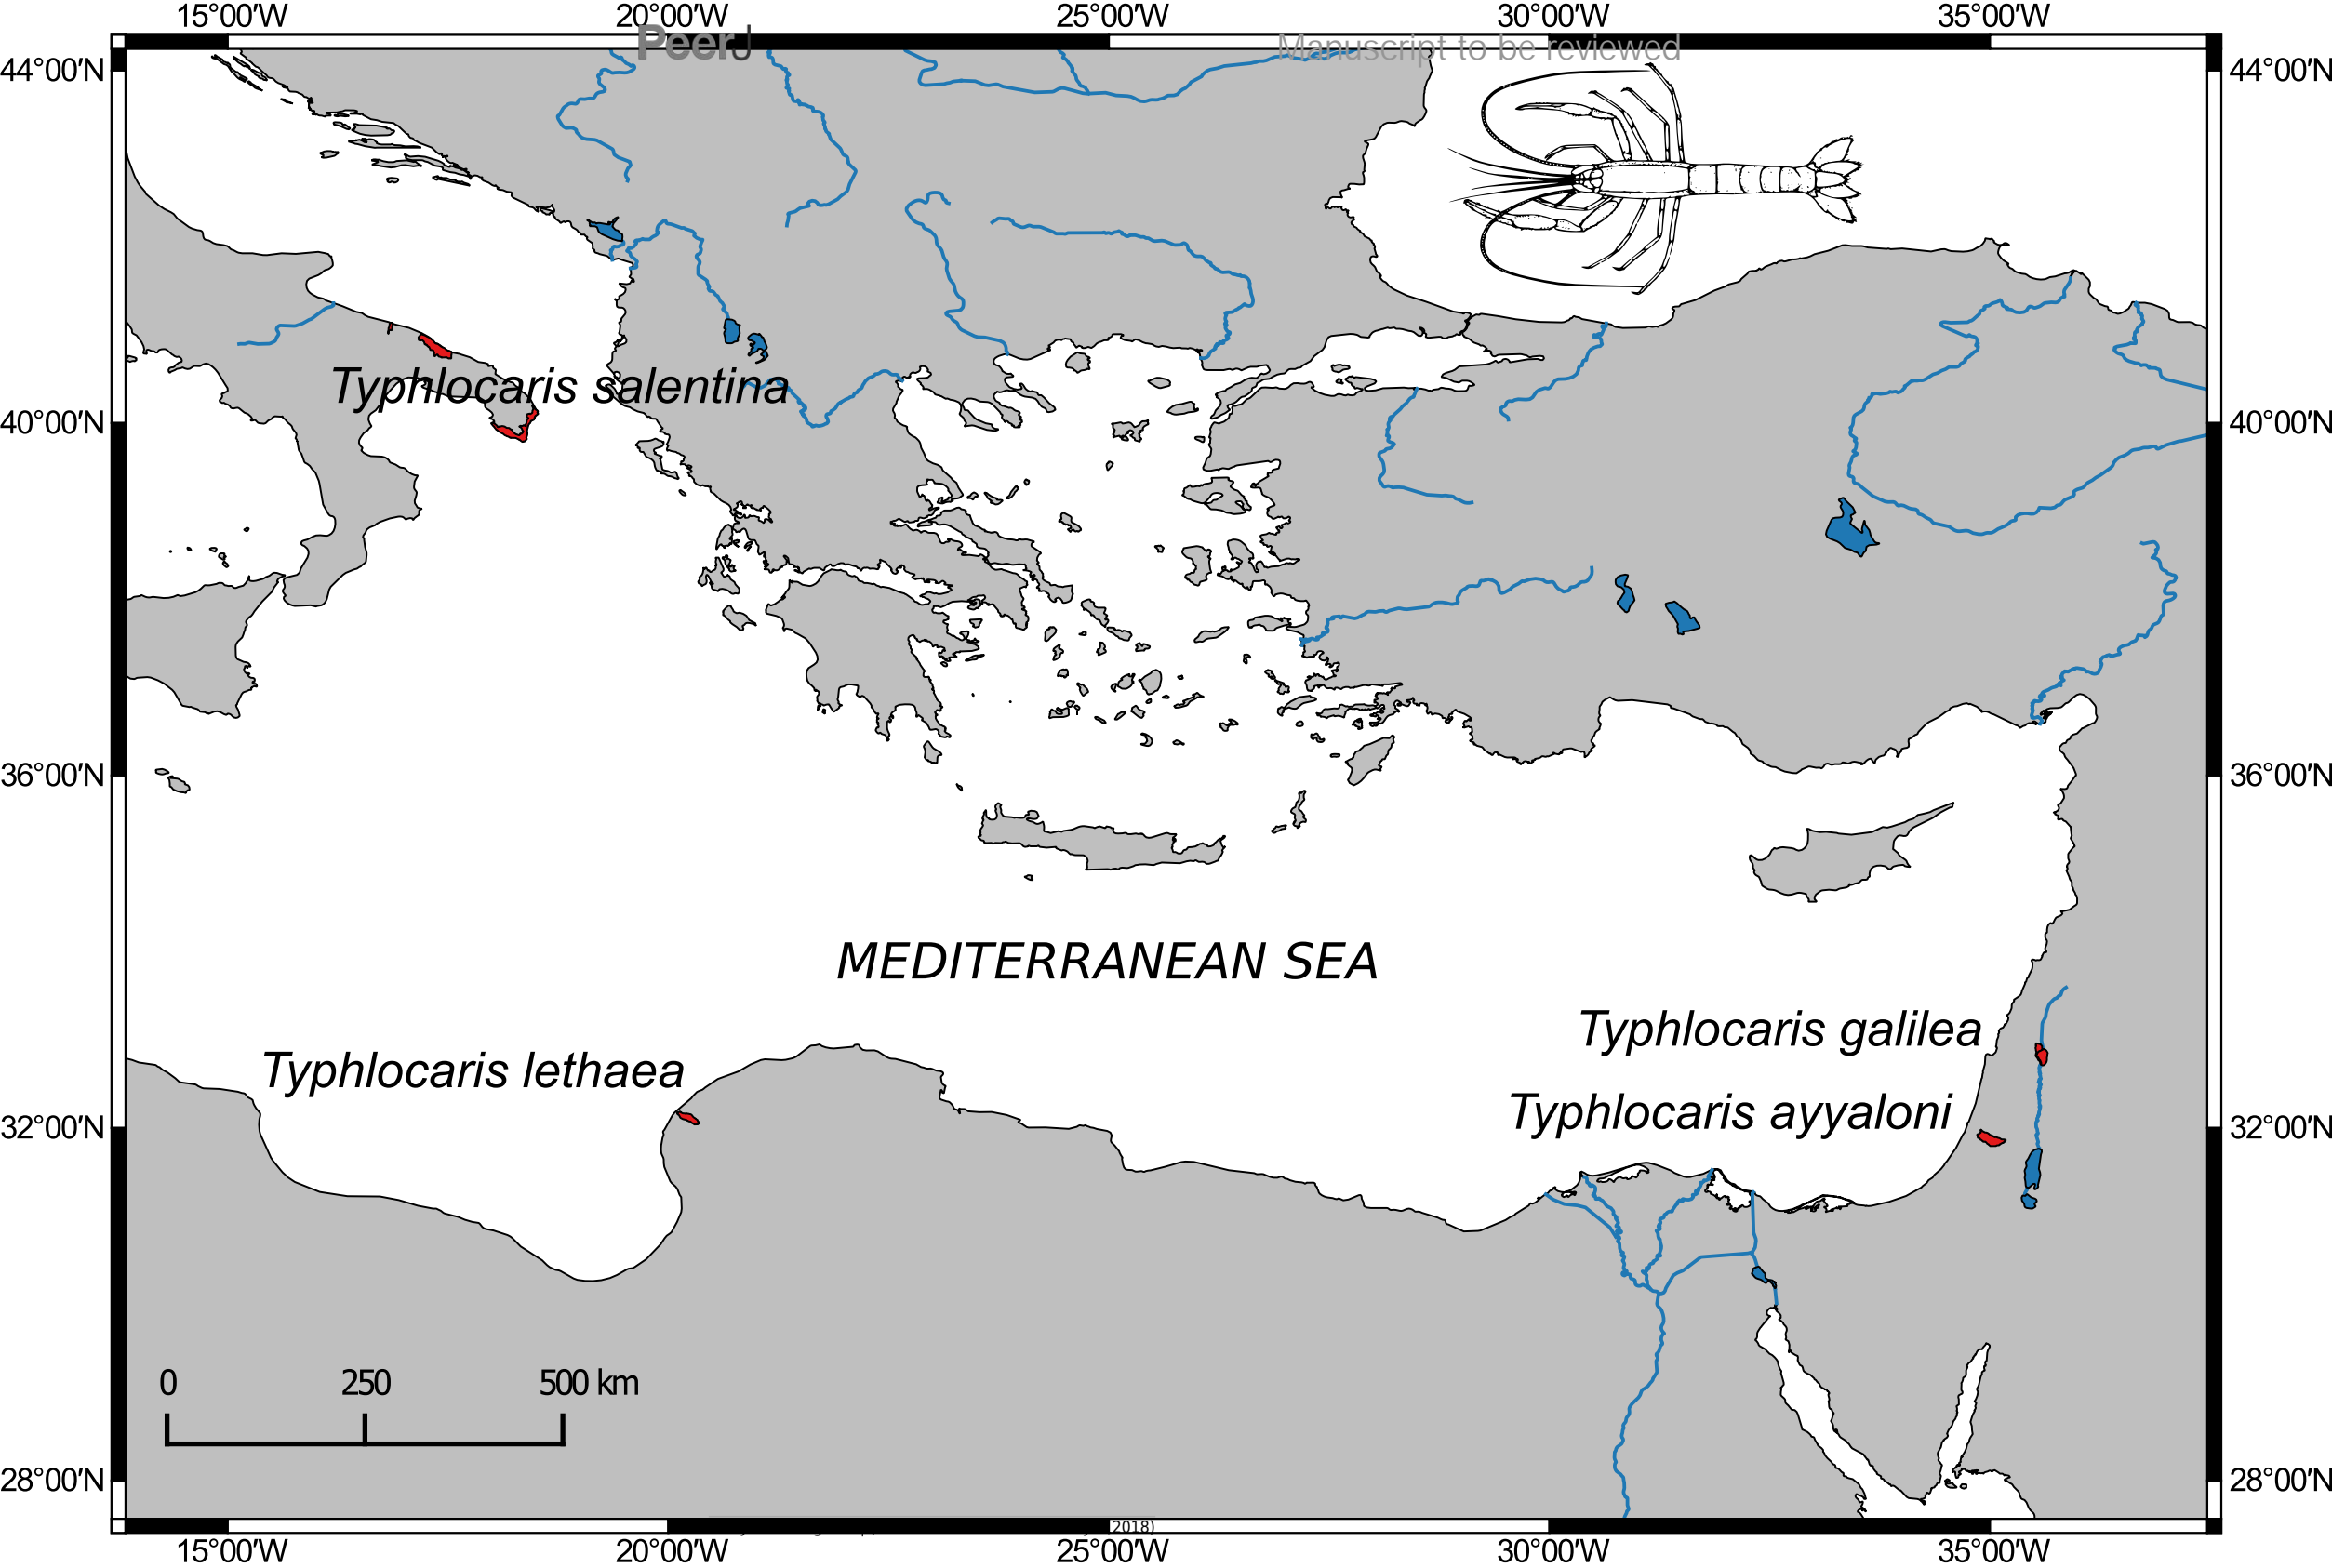 15°00'W 20°00'W 25°00'W 30°00'W 35°00'W
PeerJ Manuscript to be reviewed
44°00'N 44°00'N
Typhlocaris salentina
40°00'N 40°00'N
36°00'N 36°00'N
MEDITERRANEAN SEA
Typhlocaris galilea
Typhlocaris lethaea
Typhlocaris ayyaloni
32°00'N 32°00'N
0 250 500 km
28°00'N 28°00'N
2018)
15°00'W 20°00'W 25°00'W 30°00'W 35°00'W